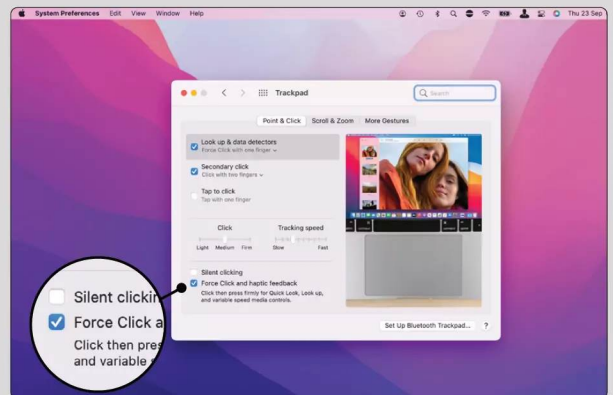 System Preferences Edit View Window Help Thu 23 Sep
Trackpad
Search
Point & Click Scroll & Zoom More Gestures
Look up & data detectors
Force Click with one finger
Secondary click
Click with two fingers
Tap to click
Tap with one finger
Click Tracking speed
Light Medium Firm Slow Fast
Silent clicking
Force Click and haptic feedback
Click then press firmly for Quick Look, Look up,
and variable speed media controls.
Set Up Bluetooth Trackpad... ?
Silent clickin
Force Click a
Click then pres
and variable s